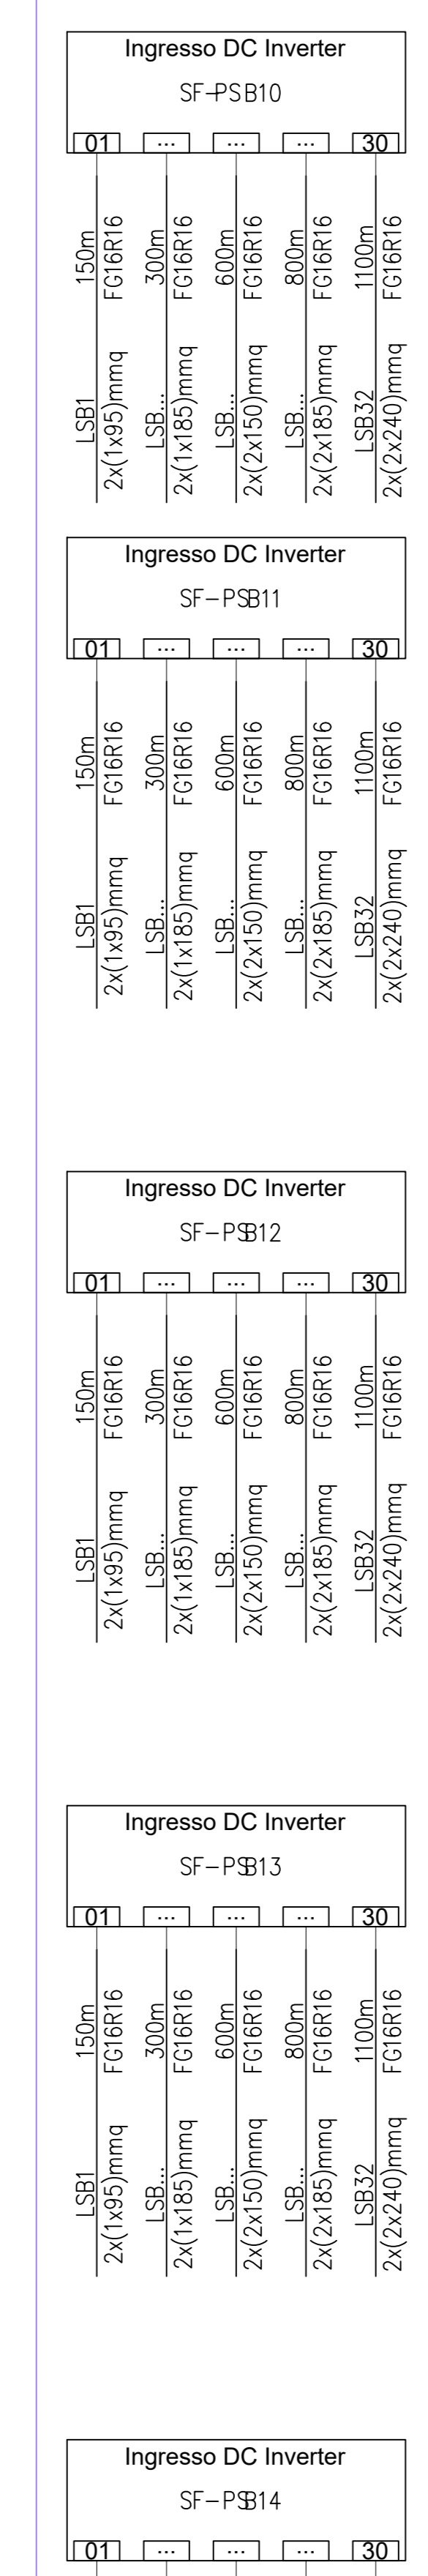 Ingresso DC Inverter
SF-PSB10
01 ... ... ... 30
150m FG16R16 300m FG16R16 600m FG16R16 800m FG16R16 1100m FG16R16
LSB1 2x(1x95)mmq LSB... 2x(1x185)mmq LSB... 2x(2x150)mmq LSB... 2x(2x185)mmq LSB32 2x(2x240)mmq
Ingresso DC Inverter
SF-PSB11
01 ... ... ... 30
150m FG16R16 300m FG16R16 600m FG16R16 800m FG16R16 1100m FG16R16
LSB1 2x(1x95)mmq LSB... 2x(1x185)mmq LSB... 2x(2x150)mmq LSB... 2x(2x185)mmq LSB32 2x(2x240)mmq
Ingresso DC Inverter
SF-PSB12
01 ... ... ... 30
150m FG16R16 300m FG16R16 600m FG16R16 800m FG16R16 1100m FG16R16
LSB1 2x(1x95)mmq LSB... 2x(1x185)mmq LSB... 2x(2x150)mmq LSB... 2x(2x185)mmq LSB32 2x(2x240)mmq
Ingresso DC Inverter
SF-PSB13
01 ... ... ... 30
150m FG16R16 300m FG16R16 600m FG16R16 800m FG16R16 1100m FG16R16
LSB1 2x(1x95)mmq LSB... 2x(1x185)mmq LSB... 2x(2x150)mmq LSB... 2x(2x185)mmq LSB32 2x(2x240)mmq
Ingresso DC Inverter
SF-PSB14
01 ... ... ... 30